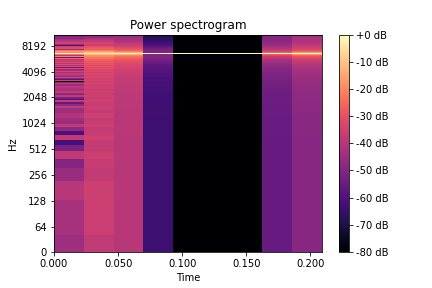 Power spectrogram
8192
4096
2048
1024
512
256
128
64
0
Hz
0.000 0.050 0.100 0.150 0.200
Time
+0 dB
-10 dB
-20 dB
-30 dB
-40 dB
-50 dB
-60 dB
-70 dB
-80 dB